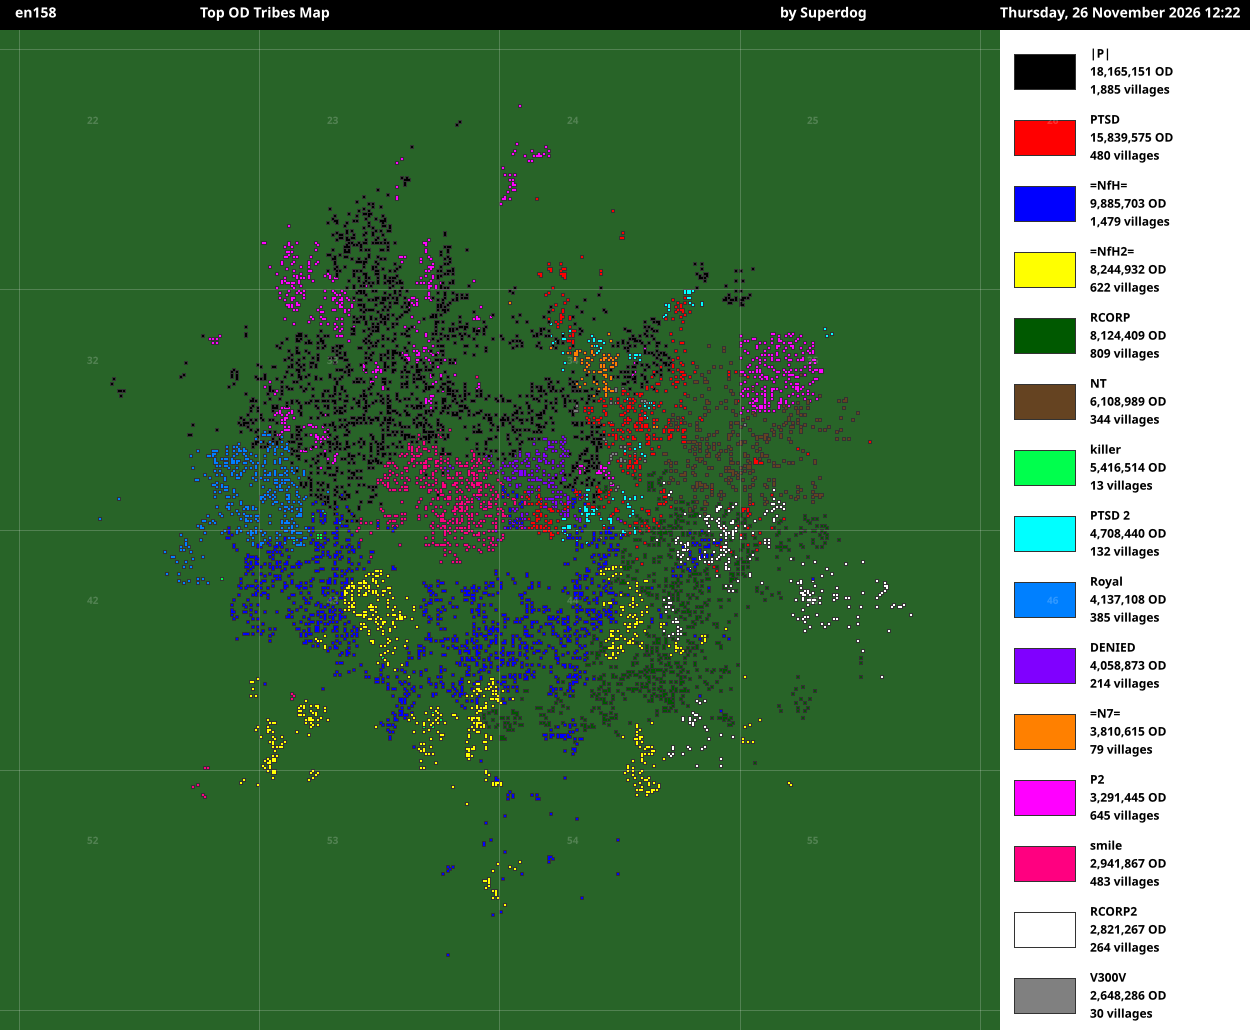 en158 Top OD Tribes Map by Superdog Thursday, 26 November 2026 12:22
|P|
18,165,151 OD
1,885 villages
PTSD
15,839,575 OD
480 villages
=NfH=
9,885,703 OD
1,479 villages
=NfH2=
8,244,932 OD
622 villages
RCORP
8,124,409 OD
809 villages
NT
6,108,989 OD
344 villages
killer
5,416,514 OD
13 villages
PTSD 2
4,708,440 OD
132 villages
Royal
4,137,108 OD
385 villages
DENIED
4,058,873 OD
214 villages
=N7=
3,810,615 OD
79 villages
P2
3,291,445 OD
645 villages
smile
2,941,867 OD
483 villages
RCORP2
2,821,267 OD
264 villages
V300V
2,648,286 OD
30 villages
22 23 24 25
32
42 46
52 53 54 55